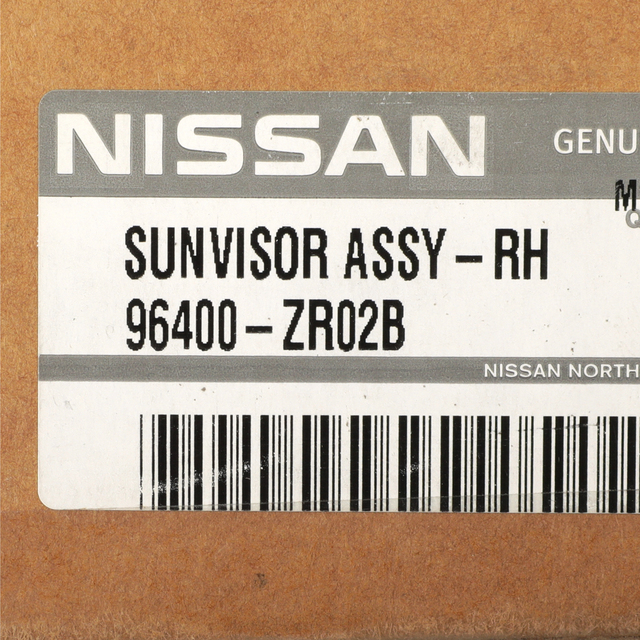 NISSAN GENU
M
Q
SUNVISOR ASSY-RH
96400-ZR02B
NISSAN NORTH